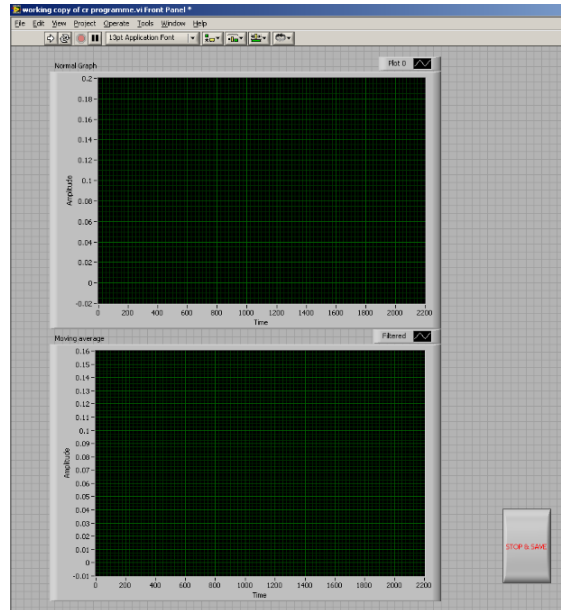 working copy of cr programme.vi Front Panel *
File Edit View Project Operate Tools Window Help
13pt Application Font
Normal Graph
Plot 0
0.2
0.18
0.16
0.14
0.12
0.1
0.08
0.06
0.04
0.02
0
-0.02
Amplitude
0 200 400 600 800 1000 1200 1400 1600 1800 2000 2200
Time
Moving average
Filtered
0.16
0.15
0.14
0.13
0.12
0.11
0.1
0.09
0.08
0.07
0.06
0.05
0.04
0.03
0.02
0.01
0
-0.01
Amplitude
0 200 400 600 800 1000 1200 1400 1600 1800 2000 2200
Time
STOP & SAVE